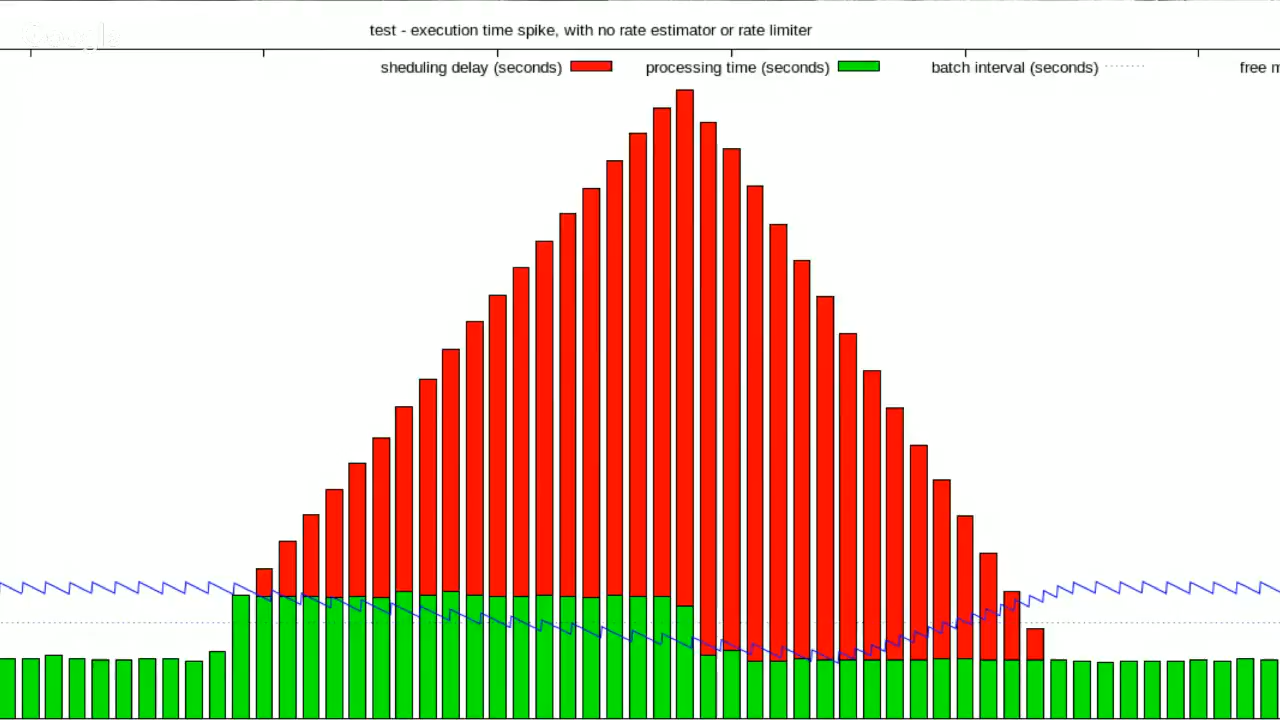 Google
test - execution time spike, with no rate estimator or rate limiter
sheduling delay (seconds) processing time (seconds) batch interval (seconds) free m